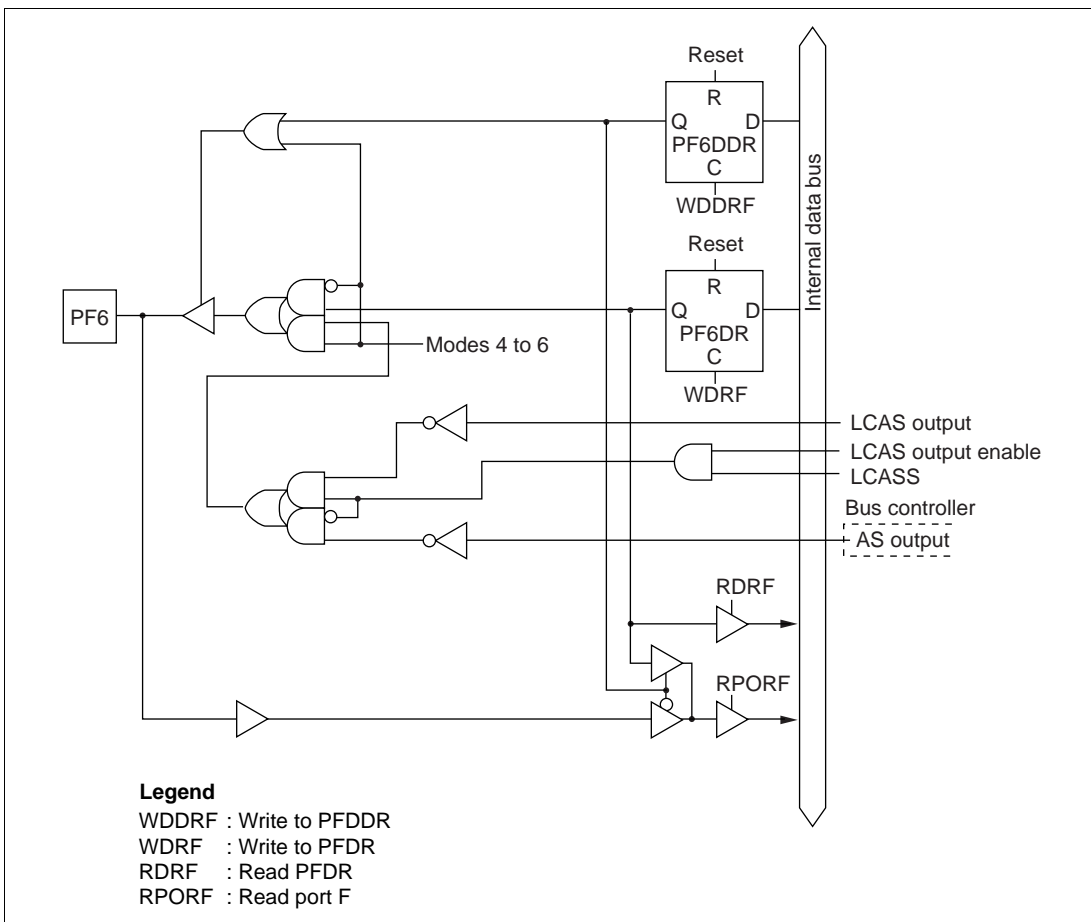 Reset
R
Q D
PF6DDR
C
WDDRF
Internal data bus
Reset
R
Q D
PF6DR
C
WDRF
PF6
Modes 4 to 6
LCAS output
LCAS output enable
LCASS
Bus controller
AS output
RDRF
RPORF
Legend
WDDRF : Write to PFDDR
WDRF : Write to PFDR
RDRF : Read PFDR
RPORF : Read port F